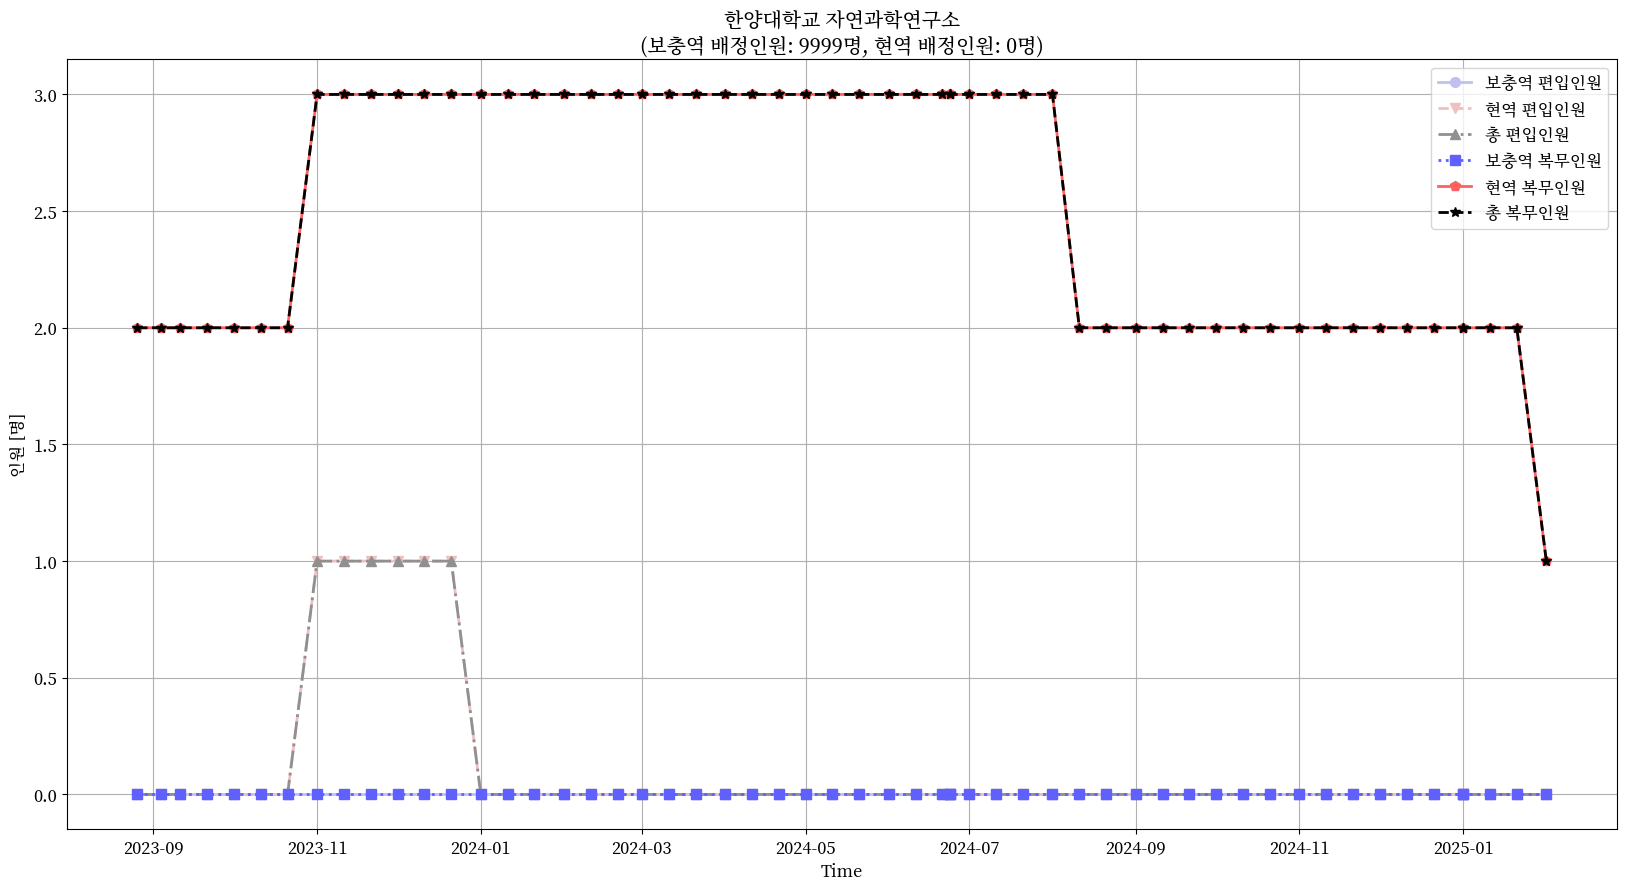 한양대학교 자연과학연구소
(보충역 배정인원: 9999명, 현역 배정인원: 0명)
보충역 편입인원
현역 편입인원
총 편입인원
보충역 복무인원
현역 복무인원
총 복무인원
인원 [명]
3.0
2.5
2.0
1.5
1.0
0.5
0.0
2023-09
2023-11
2024-01
2024-03
2024-05
2024-07
2024-09
2024-11
2025-01
Time